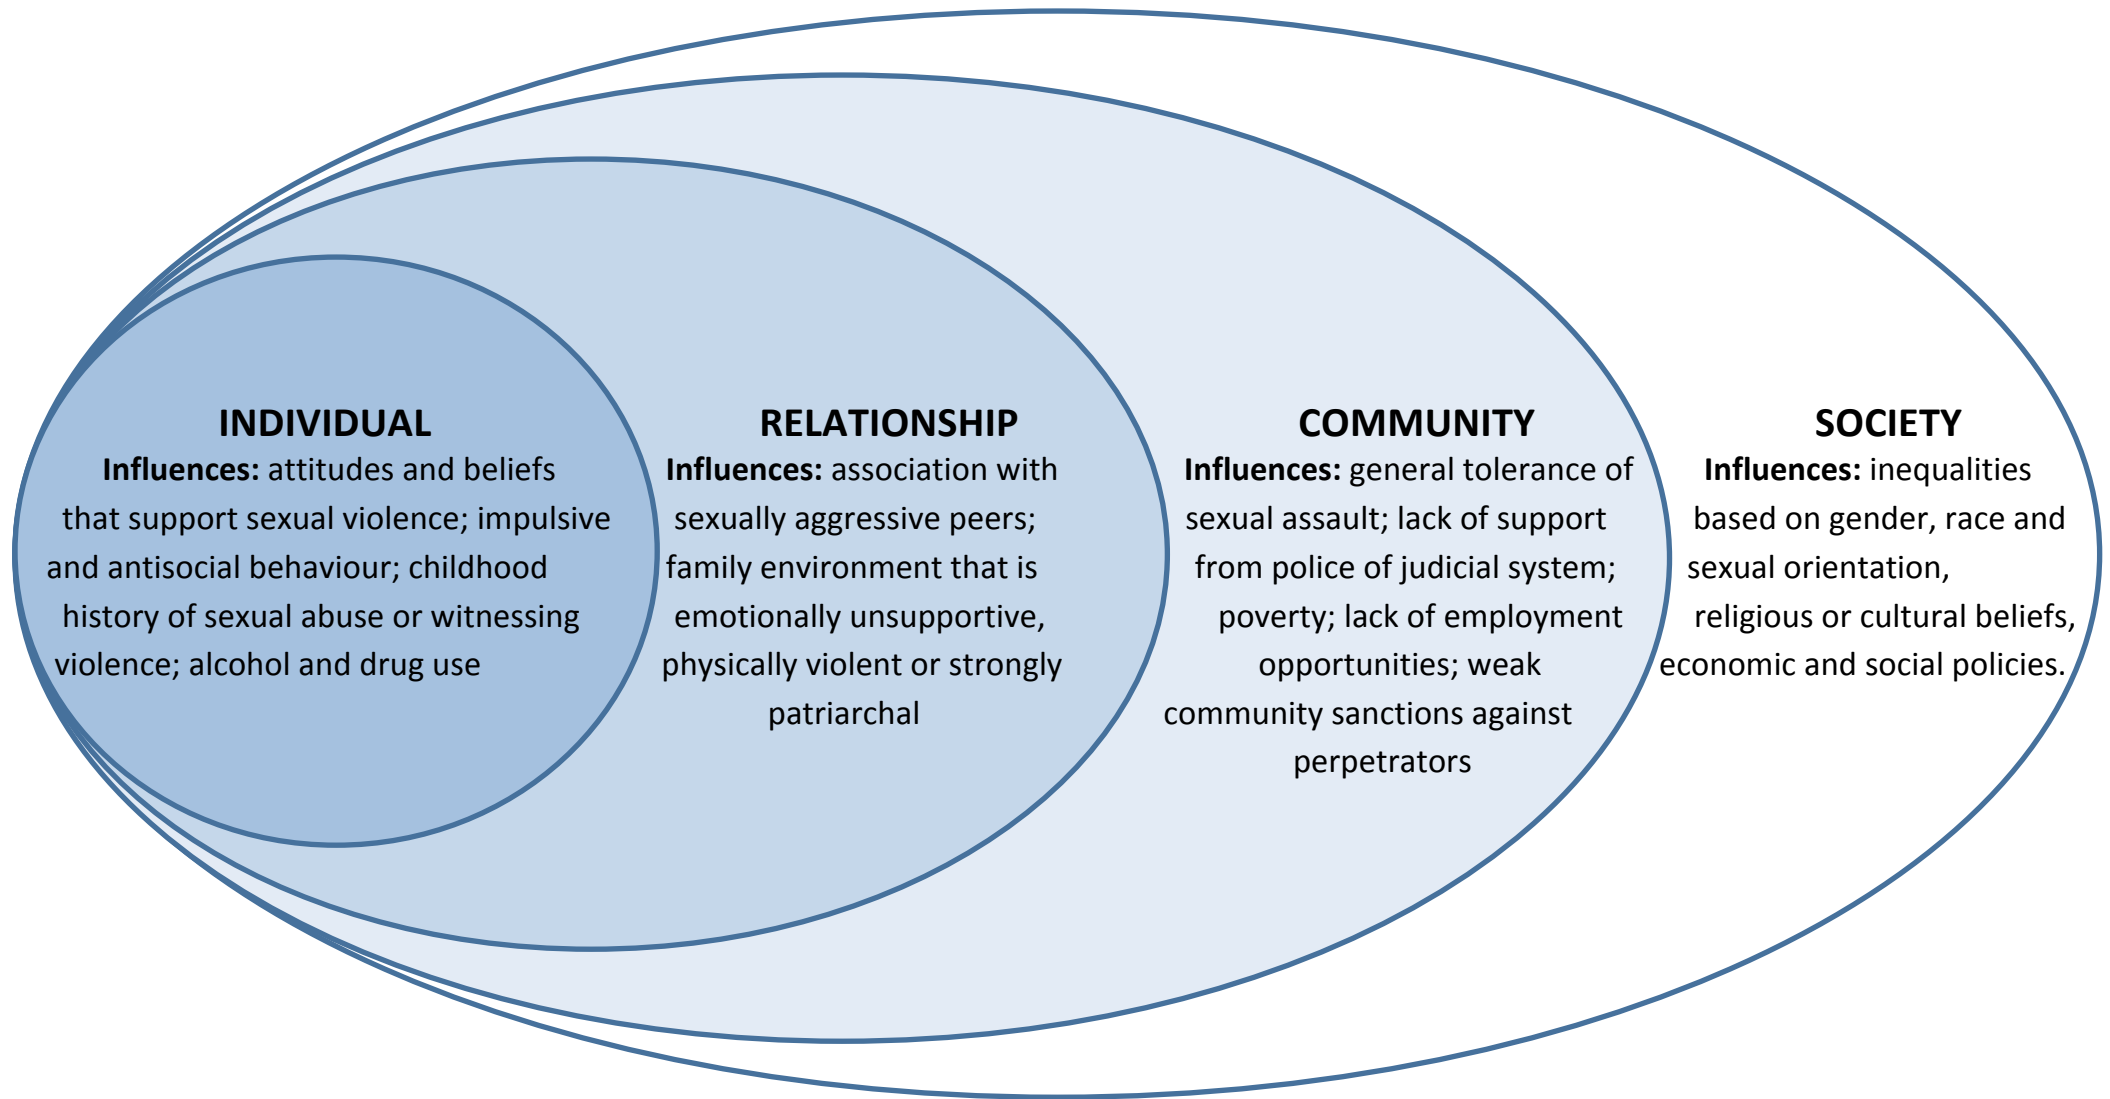 INDIVIDUAL
Influences: attitudes and beliefs
that support sexual violence; impulsive
and antisocial behaviour; childhood
history of sexual abuse or witnessing
violence; alcohol and drug use
RELATIONSHIP
Influences: association with
sexually aggressive peers;
family environment that is
emotionally unsupportive,
physically violent or strongly
patriarchal
COMMUNITY
Influences: general tolerance of
sexual assault; lack of support
from police of judicial system;
poverty; lack of employment
opportunities; weak
community sanctions against
perpetrators
SOCIETY
Influences: inequalities
based on gender, race and
sexual orientation,
religious or cultural beliefs,
economic and social policies.